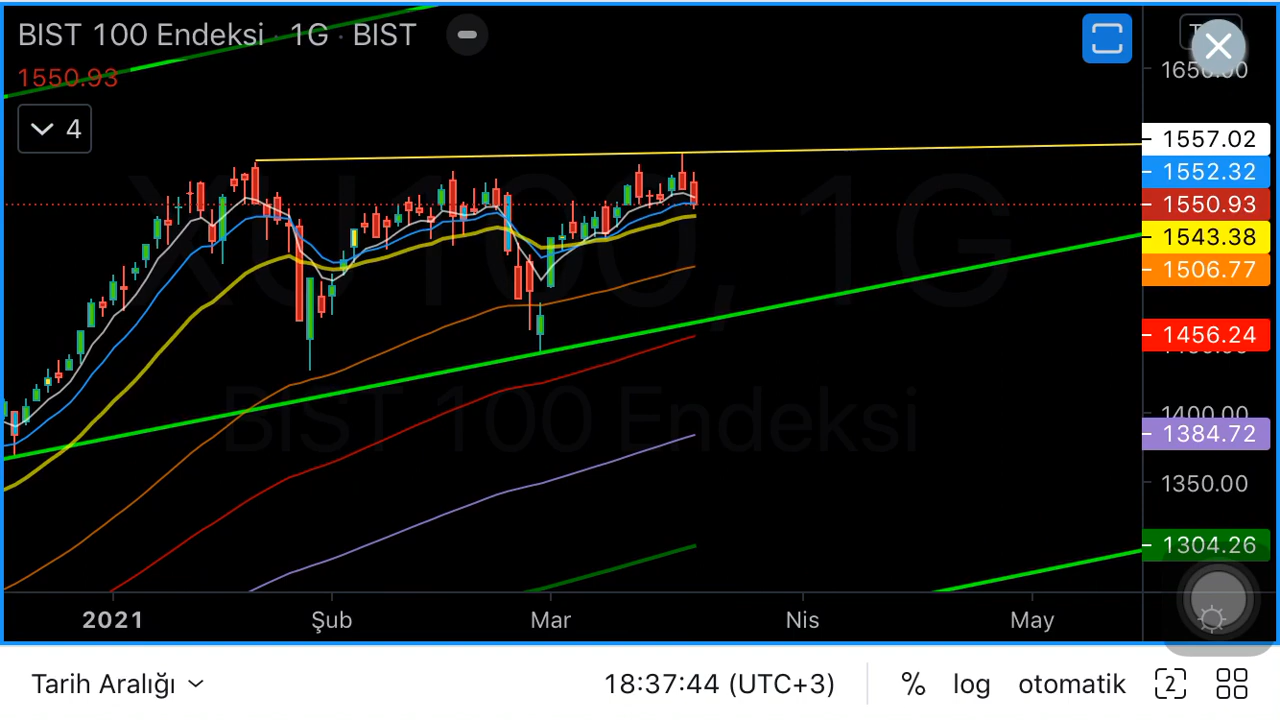 BIST 100 Endeksi · 1G · BIST
1550.93
4
XU100, 1G
BIST 100 Endeksi
1557.02
1552.32
1550.93
1543.38
1506.77
1456.24
1400.00
1384.72
1350.00
1304.26
2021 Şub Mar Nis May
Tarih Aralığı 18:37:44 (UTC+3) % log otomatik 2